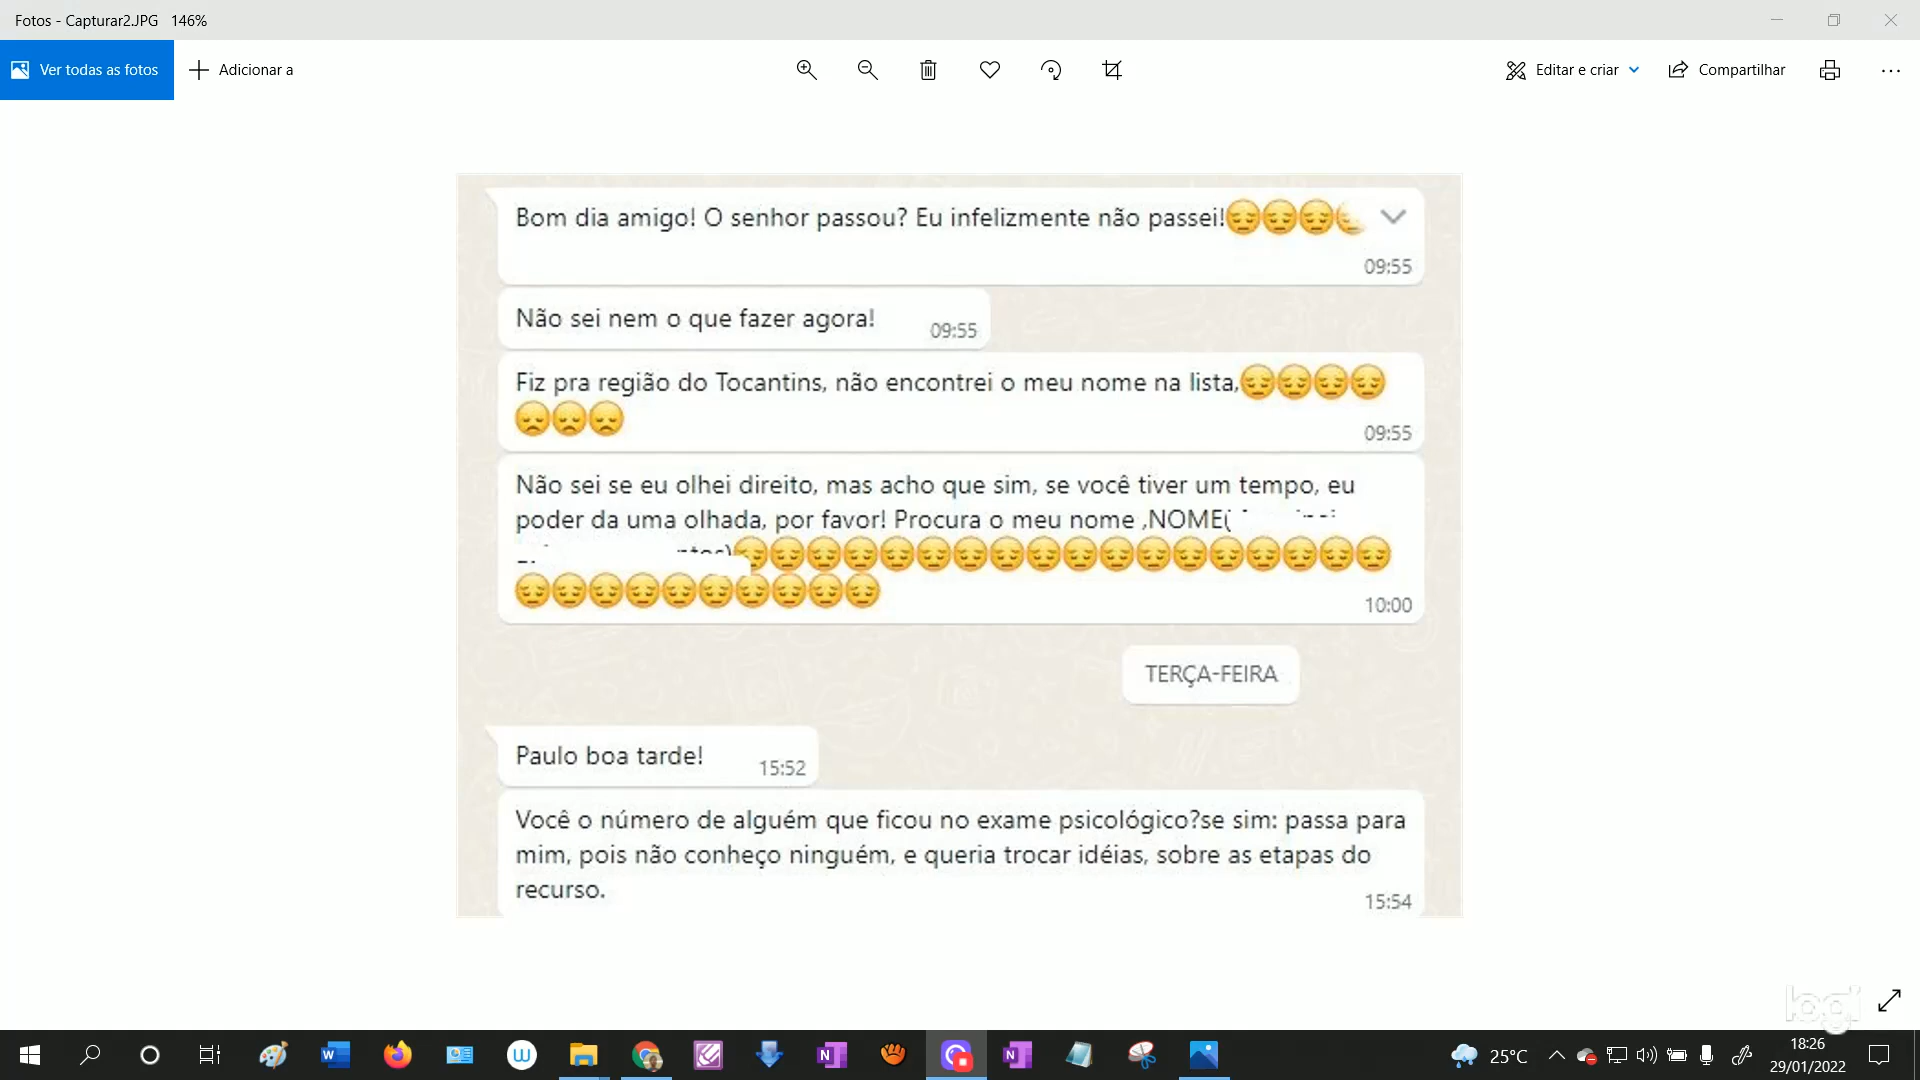 Fotos - Capturar2.JPG 146%
Ver todas as fotos
Adicionar a
Editar e criar
Compartilhar
Bom dia amigo! O senhor passou? Eu infelizmente não passei!
09:55
Não sei nem o que fazer agora!
09:55
Fiz pra região do Tocantins, não encontrei o meu nome na lista,
09:55
Não sei se eu olhei direito, mas acho que sim, se você tiver um tempo, eu
poder da uma olhada, por favor! Procura o meu nome ,NOME(
10:00
TERÇA-FEIRA
Paulo boa tarde!
15:52
Você o número de alguém que ficou no exame psicológico?se sim: passa para
mim, pois não conheço ninguém, e queria trocar idéias, sobre as etapas do
recurso.
15:54
logi
25°C
18:26
29/01/2022